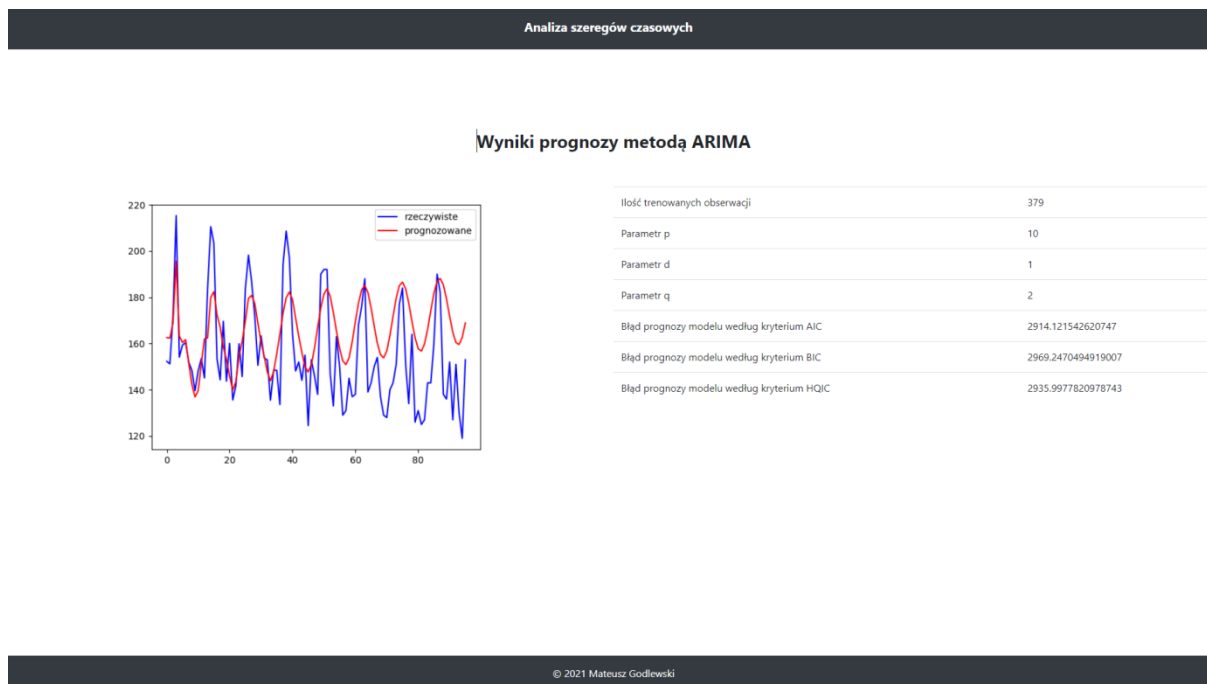 Analiza szeregów czasowych
Wyniki prognozy metodą ARIMA
220
200
180
160
140
120
0
20
40
60
80
rzeczywiste
prognozowane
Ilość trenowanych obserwacji 379
Parametr p 10
Parametr d 1
Parametr q 2
Błąd prognozy modelu według kryterium AIC 2914.121542620747
Błąd prognozy modelu według kryterium BIC 2969.2470494919007
Błąd prognozy modelu według kryterium HQIC 2935.9977820978743
© 2021 Mateusz Godlewski